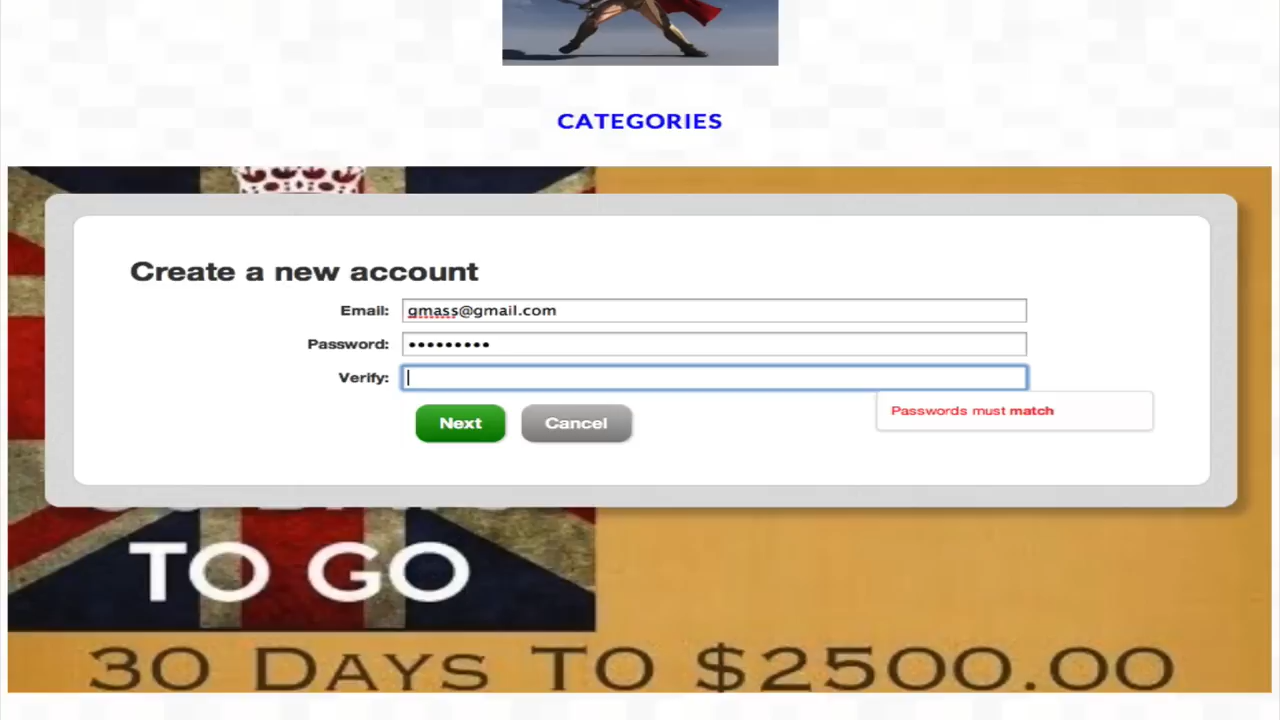 CATEGORIES
Create a new account
Email: gmass@gmail.com
Password: •••••••••
Verify:
Passwords must match
Next Cancel
TO GO
30 DAYS TO $2500.00